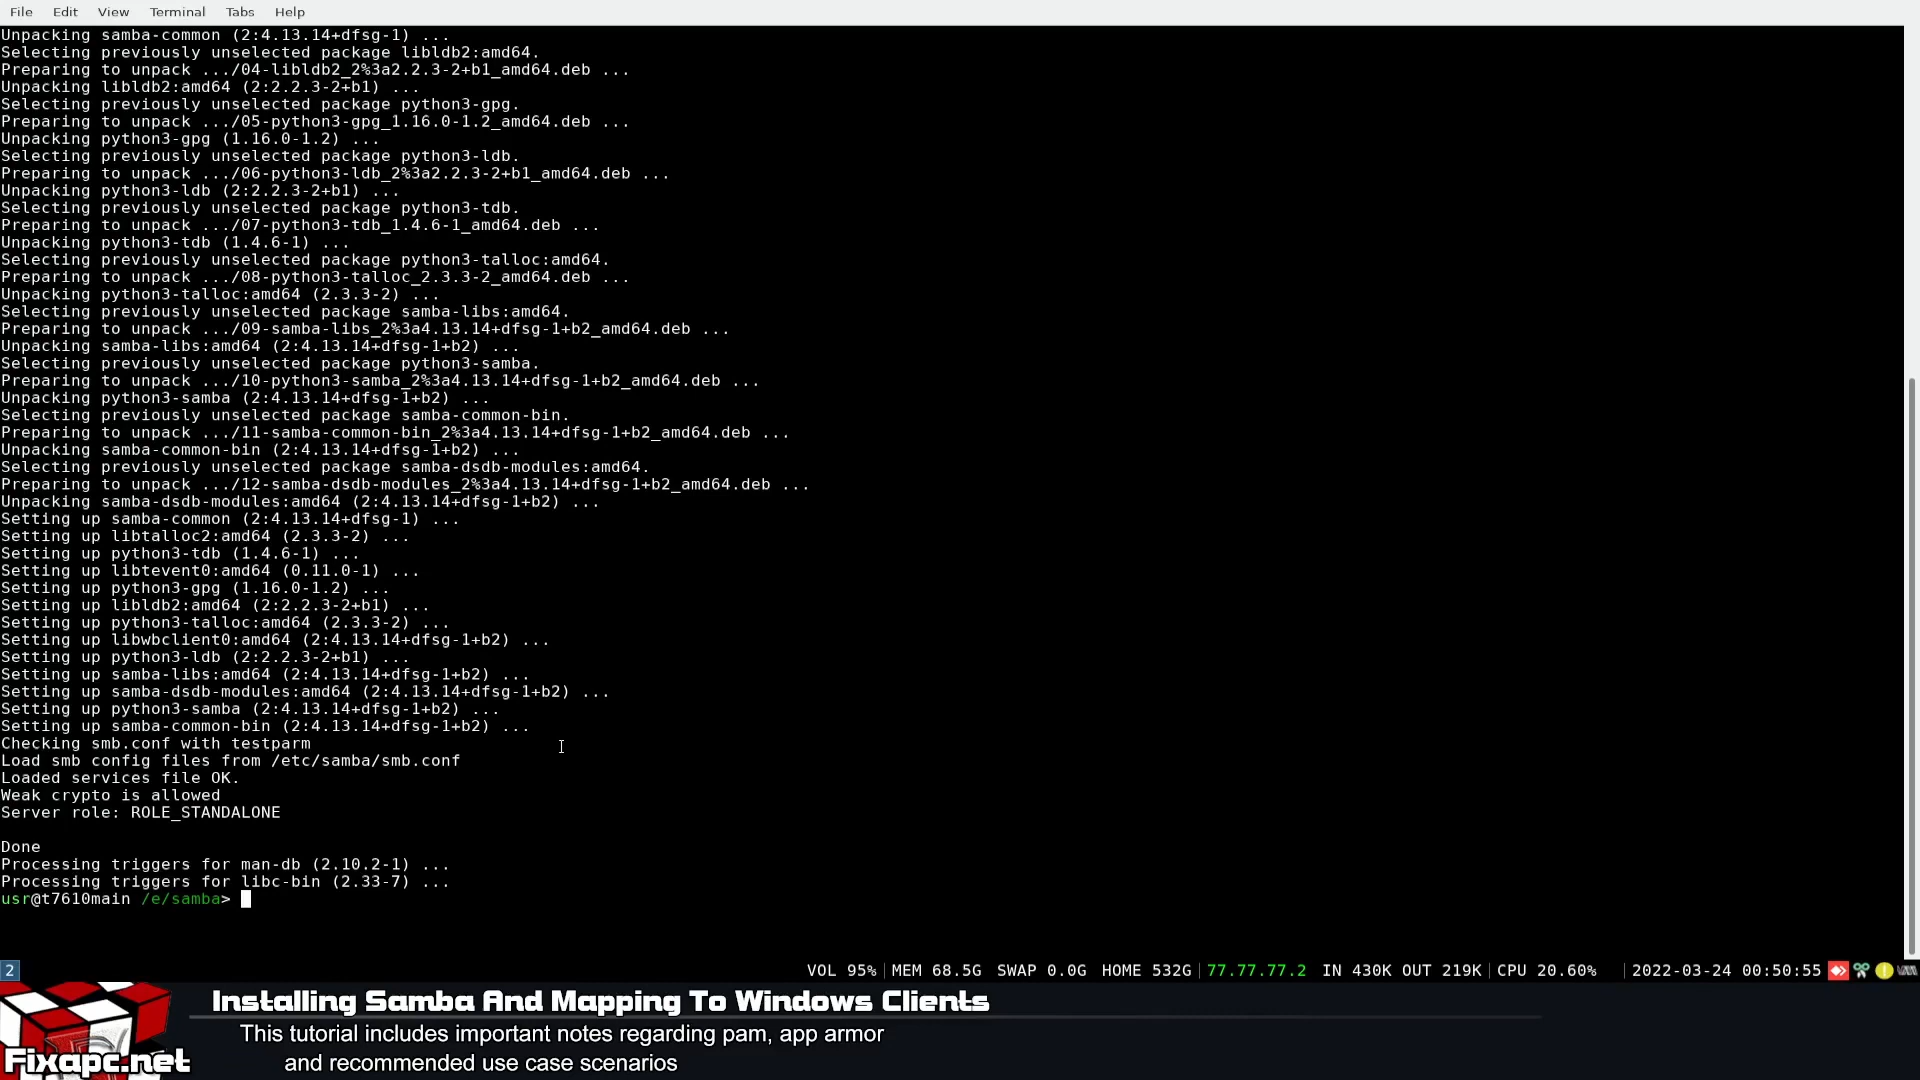 File Edit View Terminal Tabs Help
Unpacking samba-common (2:4.13.14+dfsg-1) ...
Selecting previously unselected package libldb2:amd64.
Preparing to unpack .../04-libldb2_2%3a2.2.3-2+b1_amd64.deb ...
Unpacking libldb2:amd64 (2:2.2.3-2+b1) ...
Selecting previously unselected package python3-gpg.
Preparing to unpack .../05-python3-gpg_1.16.0-1.2_amd64.deb ...
Unpacking python3-gpg (1.16.0-1.2) ...
Selecting previously unselected package python3-ldb.
Preparing to unpack .../06-python3-ldb_2%3a2.2.3-2+b1_amd64.deb ...
Unpacking python3-ldb (2:2.2.3-2+b1) ...
Selecting previously unselected package python3-tdb.
Preparing to unpack .../07-python3-tdb_1.4.6-1_amd64.deb ...
Unpacking python3-tdb (1.4.6-1) ...
Selecting previously unselected package python3-talloc:amd64.
Preparing to unpack .../08-python3-talloc_2.3.3-2_amd64.deb ...
Unpacking python3-talloc:amd64 (2.3.3-2) ...
Selecting previously unselected package samba-libs:amd64.
Preparing to unpack .../09-samba-libs_2%3a4.13.14+dfsg-1+b2_amd64.deb ...
Unpacking samba-libs:amd64 (2:4.13.14+dfsg-1+b2) ...
Selecting previously unselected package python3-samba.
Preparing to unpack .../10-python3-samba_2%3a4.13.14+dfsg-1+b2_amd64.deb ...
Unpacking python3-samba (2:4.13.14+dfsg-1+b2) ...
Selecting previously unselected package samba-common-bin.
Preparing to unpack .../11-samba-common-bin_2%3a4.13.14+dfsg-1+b2_amd64.deb ...
Unpacking samba-common-bin (2:4.13.14+dfsg-1+b2) ...
Selecting previously unselected package samba-dsdb-modules:amd64.
Preparing to unpack .../12-samba-dsdb-modules_2%3a4.13.14+dfsg-1+b2_amd64.deb ...
Unpacking samba-dsdb-modules:amd64 (2:4.13.14+dfsg-1+b2) ...
Setting up samba-common (2:4.13.14+dfsg-1) ...
Setting up libtalloc2:amd64 (2.3.3-2) ...
Setting up python3-tdb (1.4.6-1) ...
Setting up libtevent0:amd64 (0.11.0-1) ...
Setting up python3-gpg (1.16.0-1.2) ...
Setting up libldb2:amd64 (2:2.2.3-2+b1) ...
Setting up python3-talloc:amd64 (2.3.3-2) ...
Setting up libwbclient0:amd64 (2:4.13.14+dfsg-1+b2) ...
Setting up python3-ldb (2:2.2.3-2+b1) ...
Setting up samba-libs:amd64 (2:4.13.14+dfsg-1+b2) ...
Setting up samba-dsdb-modules:amd64 (2:4.13.14+dfsg-1+b2) ...
Setting up python3-samba (2:4.13.14+dfsg-1+b2) ...
Setting up samba-common-bin (2:4.13.14+dfsg-1+b2) ...
Checking smb.conf with testparm
Load smb config files from /etc/samba/smb.conf
Loaded services file OK.
Weak crypto is allowed
Server role: ROLE_STANDALONE
Done
Processing triggers for man-db (2.10.2-1) ...
Processing triggers for libc-bin (2.33-7) ...
usr@t7610main /e/samba>
2 VOL 95% MEM 68.5G SWAP 0.0G HOME 532G 77.77.77.2 IN 430K OUT 219K CPU 20.60% 2022-03-24 00:50:55
Installing Samba And Mapping To Windows Clients
This tutorial includes important notes regarding pam, app armor
and recommended use case scenarios
Fixapc.net